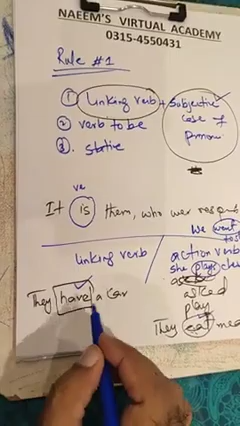 NAEEM'S VIRTUAL ACADEMY
0315-4550431
Rule #1
① linking verb + Subjective case of pronoun
② verb to be
③. stative
ve
It is them, who wer
We want
linking verb / action verb
she plays
asked
play
They have a car
They eat